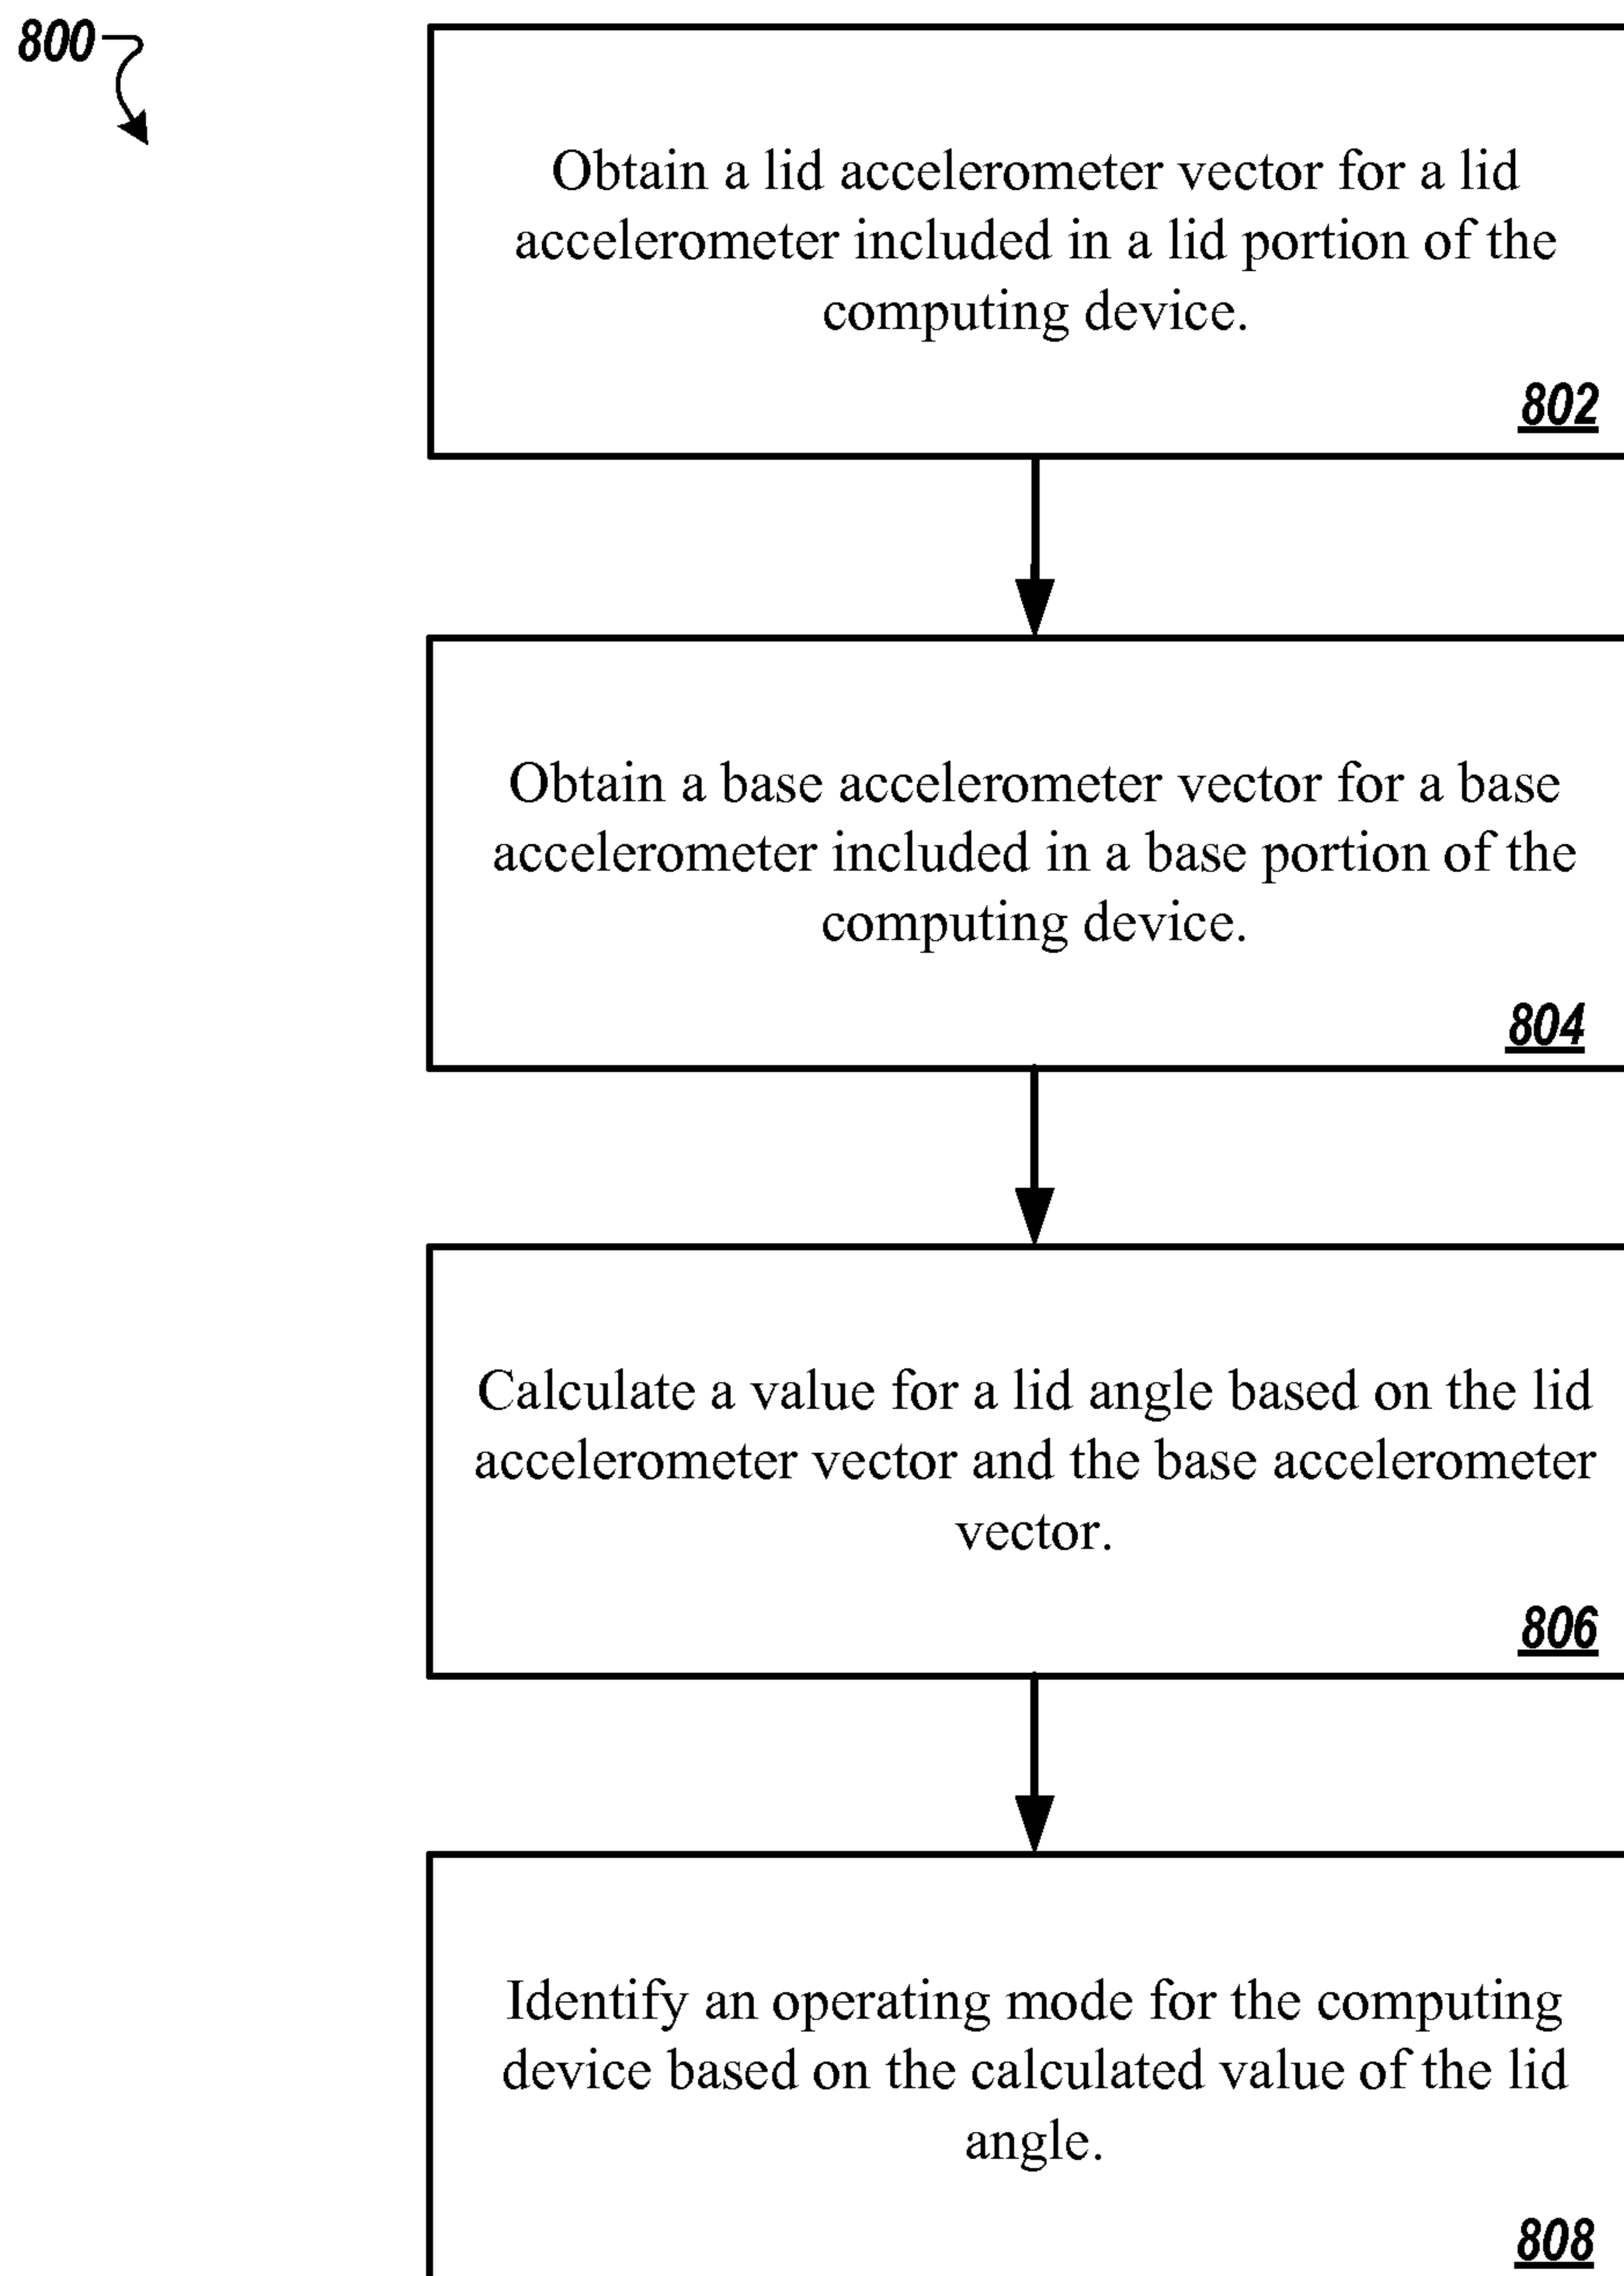 800
Obtain a lid accelerometer vector for a lid
accelerometer included in a lid portion of the
computing device.
802
Obtain a base accelerometer vector for a base
accelerometer included in a base portion of the
computing device.
804
Calculate a value for a lid angle based on the lid
accelerometer vector and the base accelerometer
vector.
806
Identify an operating mode for the computing
device based on the calculated value of the lid
angle.
808